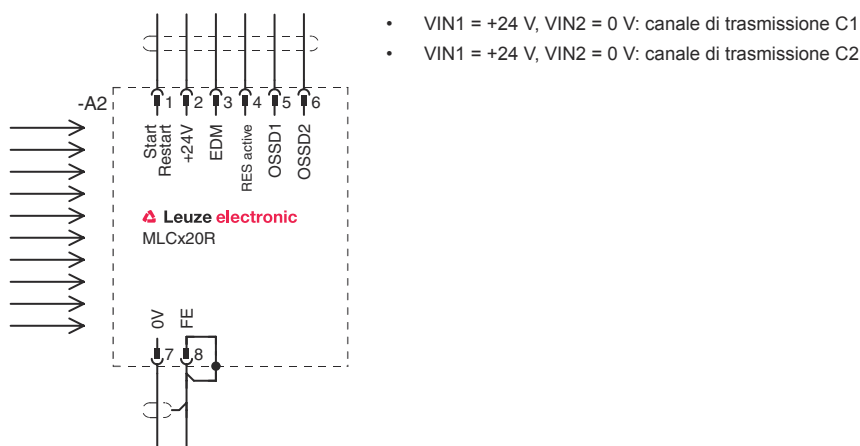 • VIN1 = +24 V, VIN2 = 0 V: canale di trasmissione C1
• VIN1 = +24 V, VIN2 = 0 V: canale di trasmissione C2
-A2
1 2 3 4 5 6
Start
Restart
+24V
EDM
RES active
OSSD1
OSSD2
Leuze electronic
MLCx20R
0V
FE
7 8